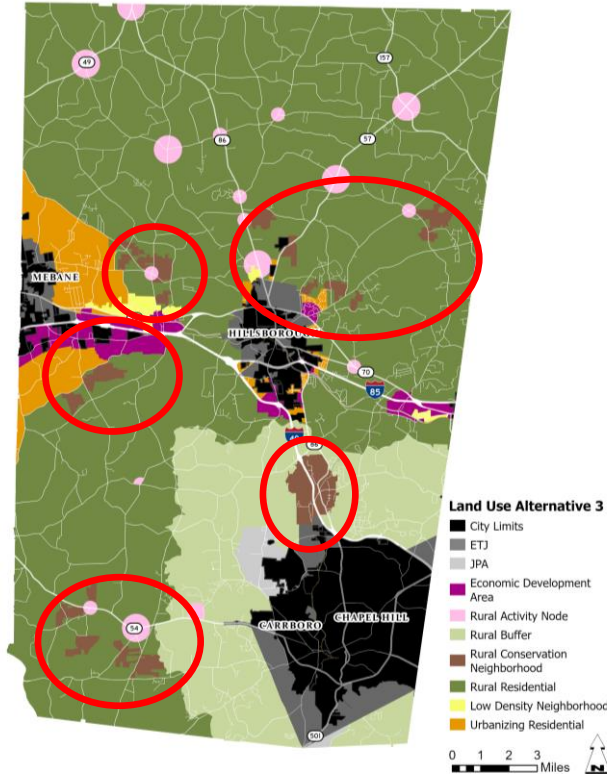 49
157
86
57
MEBANE
HILLSBOROUGH
70
85
40
86
54
CARRBORO
CHAPEL HILL
501
Land Use Alternative 3
City Limits
ETJ
JPA
Economic Development
Area
Rural Activity Node
Rural Buffer
Rural Conservation
Neighborhood
Rural Residential
Low Density Neighborhood
Urbanizing Residential
0 1 2 3
Miles
N